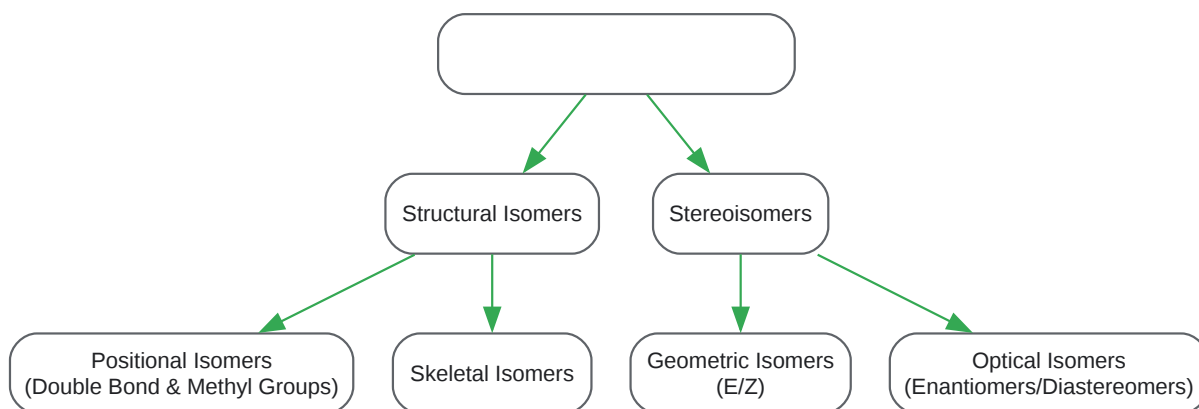 Structural Isomers
Stereoisomers
Positional Isomers
(Double Bond & Methyl Groups)
Skeletal Isomers
Geometric Isomers
(E/Z)
Optical Isomers
(Enantiomers/Diastereomers)